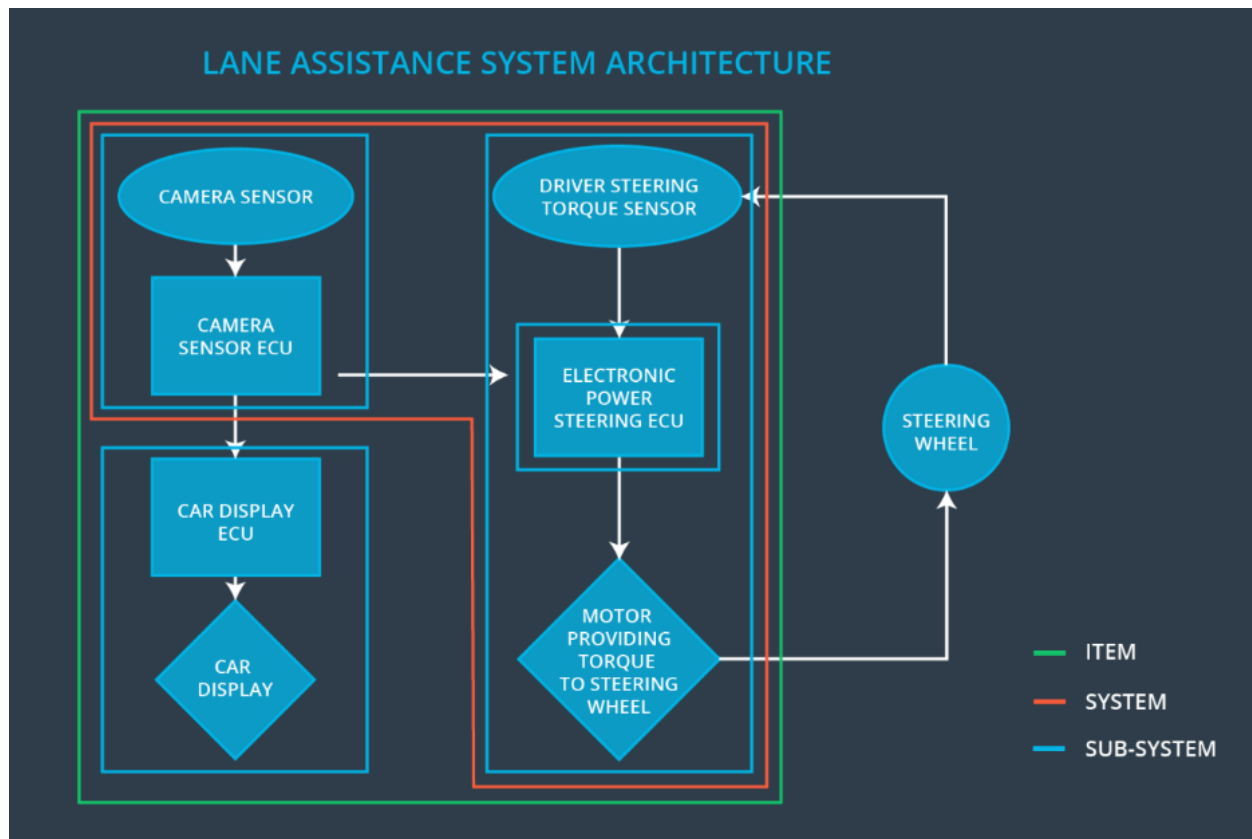 LANE ASSISTANCE SYSTEM ARCHITECTURE
CAMERA SENSOR
CAMERA
SENSOR ECU
CAR DISPLAY
ECU
CAR
DISPLAY
DRIVER STEERING
TORQUE SENSOR
ELECTRONIC
POWER
STEERING ECU
MOTOR
PROVIDING
TORQUE
TO STEERING
WHEEL
STEERING
WHEEL
ITEM
SYSTEM
SUB-SYSTEM